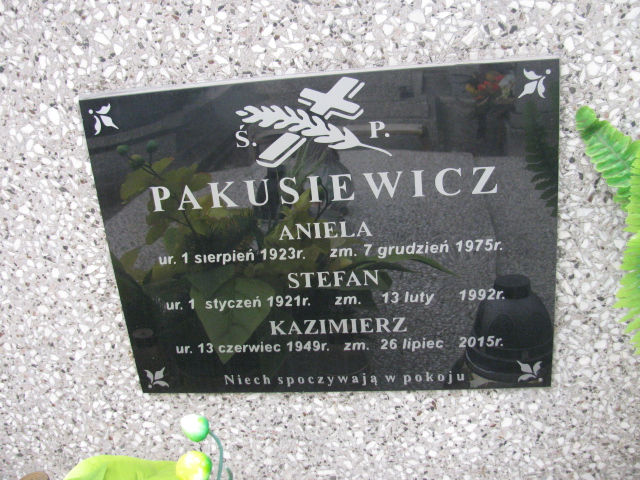 Ś. P.
PAKUSIEWICZ
ANIELA
ur. 1 sierpień 1923r. zm. 7 grudzień 1975r.
STEFAN
ur. 1 styczeń 1921r. zm. 13 luty 1992r.
KAZIMIERZ
ur. 13 czerwiec 1949r. zm. 26 lipiec 2015r.
Niech spoczywają w pokoju